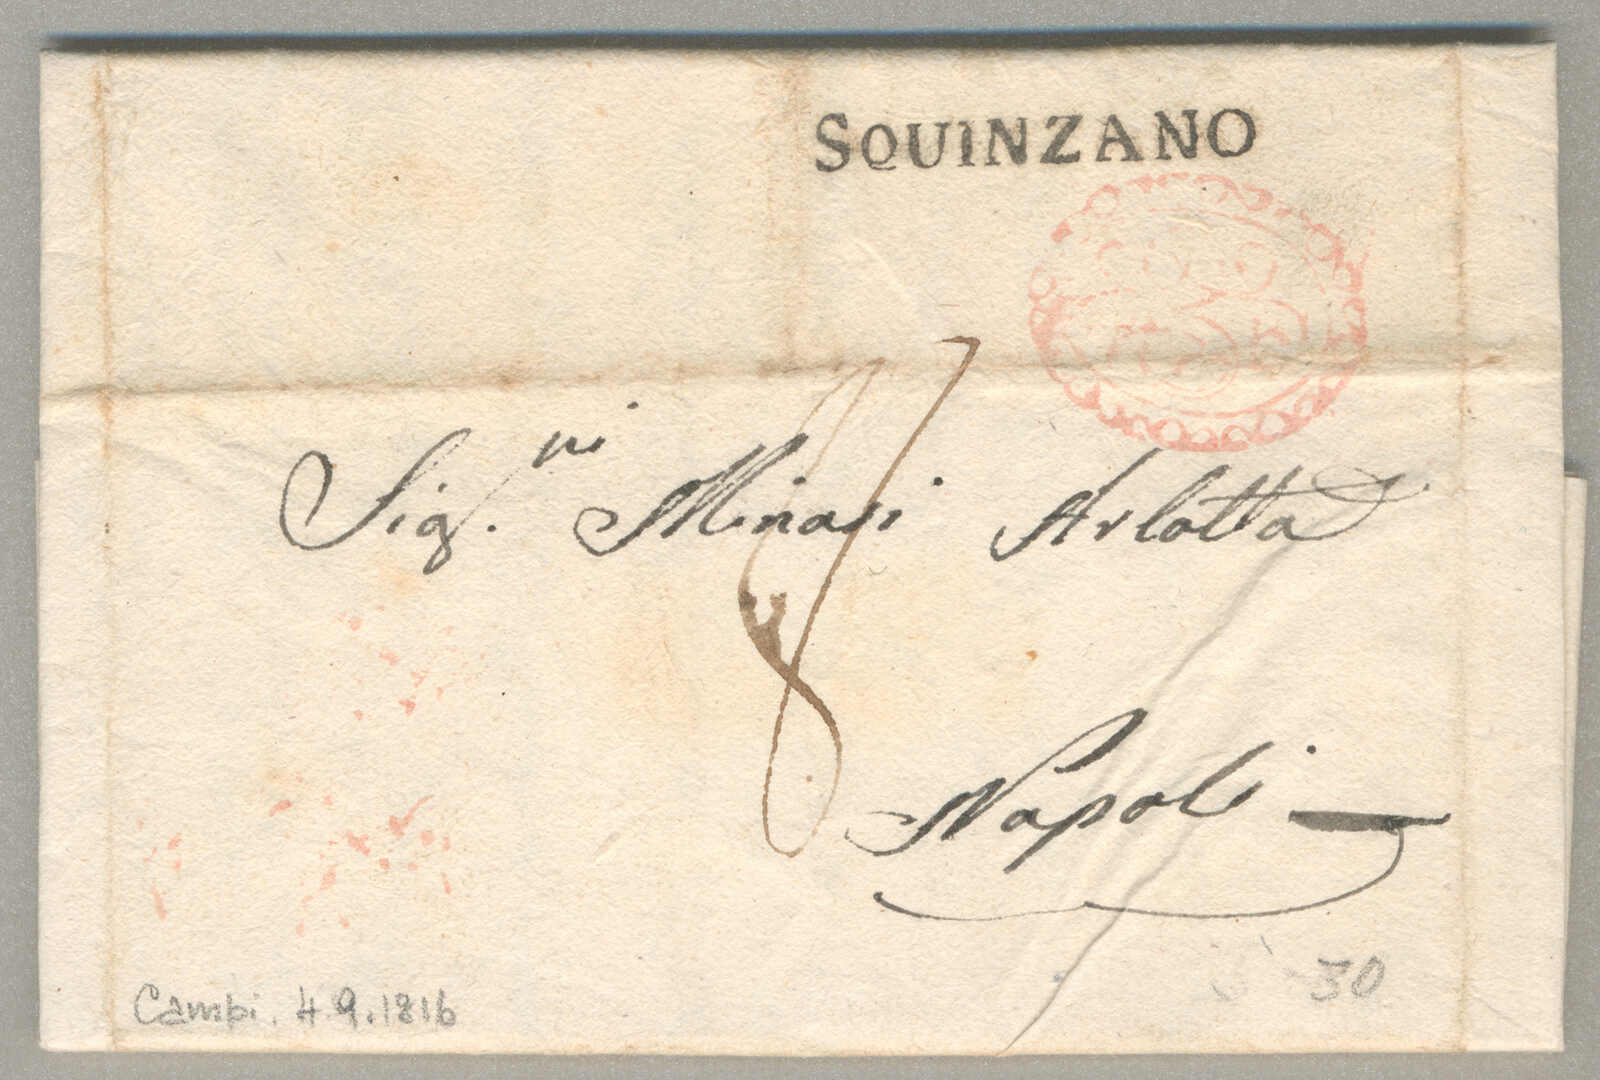 SQUINZANO
Sig.ri Minasi Arlotta
8
Napoli
30
Campi. 4.9.1816